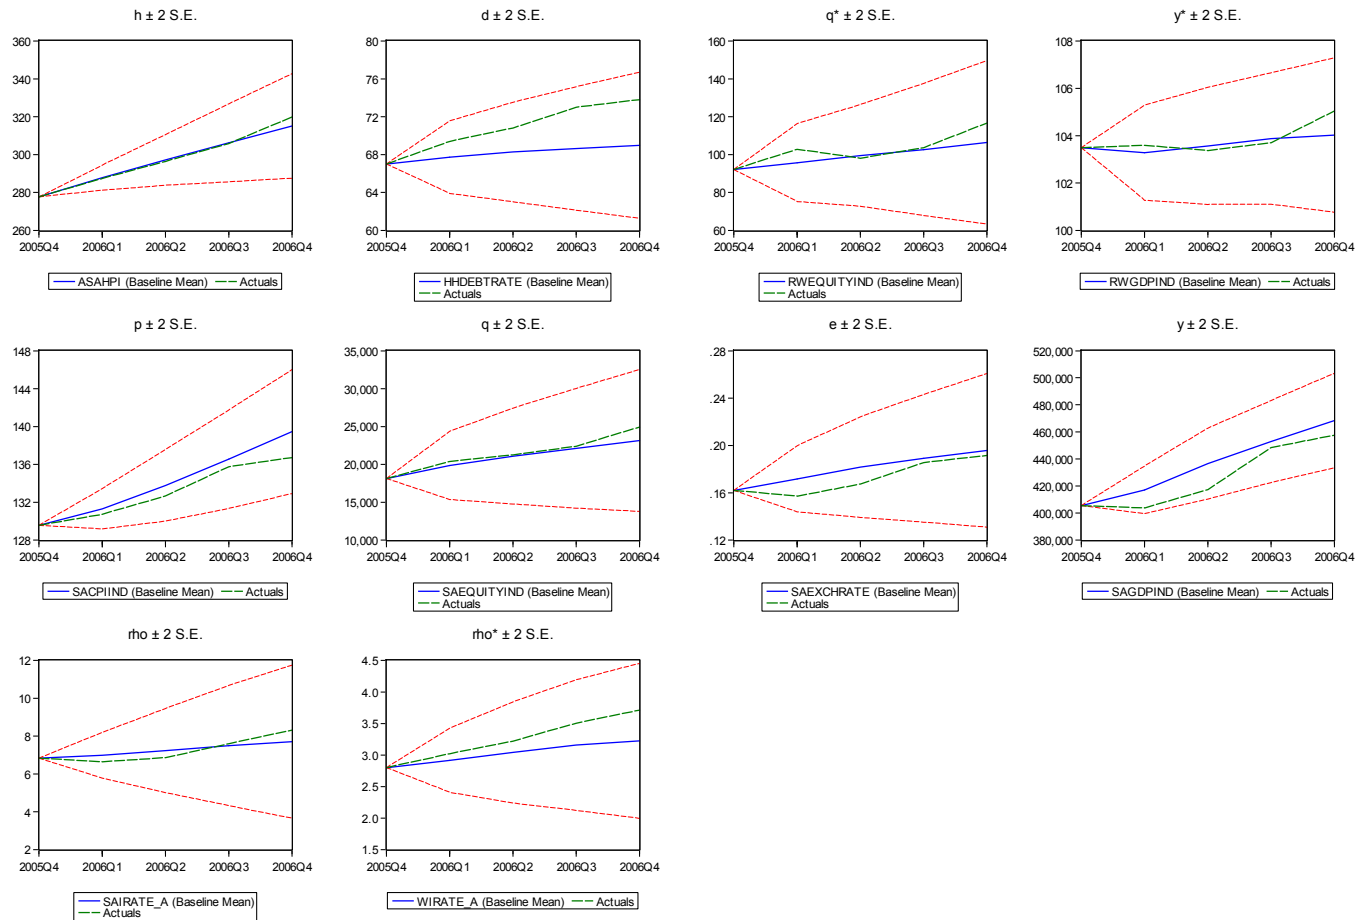 h ± 2 S.E.
360
340
320
300
280
260
2005Q4 2006Q1 2006Q2 2006Q3 2006Q4
ASAHPI (Baseline Mean) Actuals
d ± 2 S.E.
80
76
72
68
64
60
2005Q4 2006Q1 2006Q2 2006Q3 2006Q4
HHDEBTRATE (Baseline Mean)
Actuals
q* ± 2 S.E.
160
140
120
100
80
60
2005Q4 2006Q1 2006Q2 2006Q3 2006Q4
RWEQUITYIND (Baseline Mean)
Actuals
y* ± 2 S.E.
108
106
104
102
100
2005Q4 2006Q1 2006Q2 2006Q3 2006Q4
RWGDPIND (Baseline Mean) Actuals
p ± 2 S.E.
148
144
140
136
132
128
2005Q4 2006Q1 2006Q2 2006Q3 2006Q4
SACPIIND (Baseline Mean) Actuals
q ± 2 S.E.
35,000
30,000
25,000
20,000
15,000
10,000
2005Q4 2006Q1 2006Q2 2006Q3 2006Q4
SAEQUITYIND (Baseline Mean)
Actuals
e ± 2 S.E.
.28
.24
.20
.16
.12
2005Q4 2006Q1 2006Q2 2006Q3 2006Q4
SAEXCHRATE (Baseline Mean)
Actuals
y ± 2 S.E.
520,000
500,000
480,000
460,000
440,000
420,000
400,000
380,000
2005Q4 2006Q1 2006Q2 2006Q3 2006Q4
SAGDPIND (Baseline Mean) Actuals
rho ± 2 S.E.
12
10
8
6
4
2
2005Q4 2006Q1 2006Q2 2006Q3 2006Q4
SAIRATE_A (Baseline Mean)
Actuals
rho* ± 2 S.E.
4.5
4.0
3.5
3.0
2.5
2.0
1.5
2005Q4 2006Q1 2006Q2 2006Q3 2006Q4
WIRATE_A (Baseline Mean) Actuals